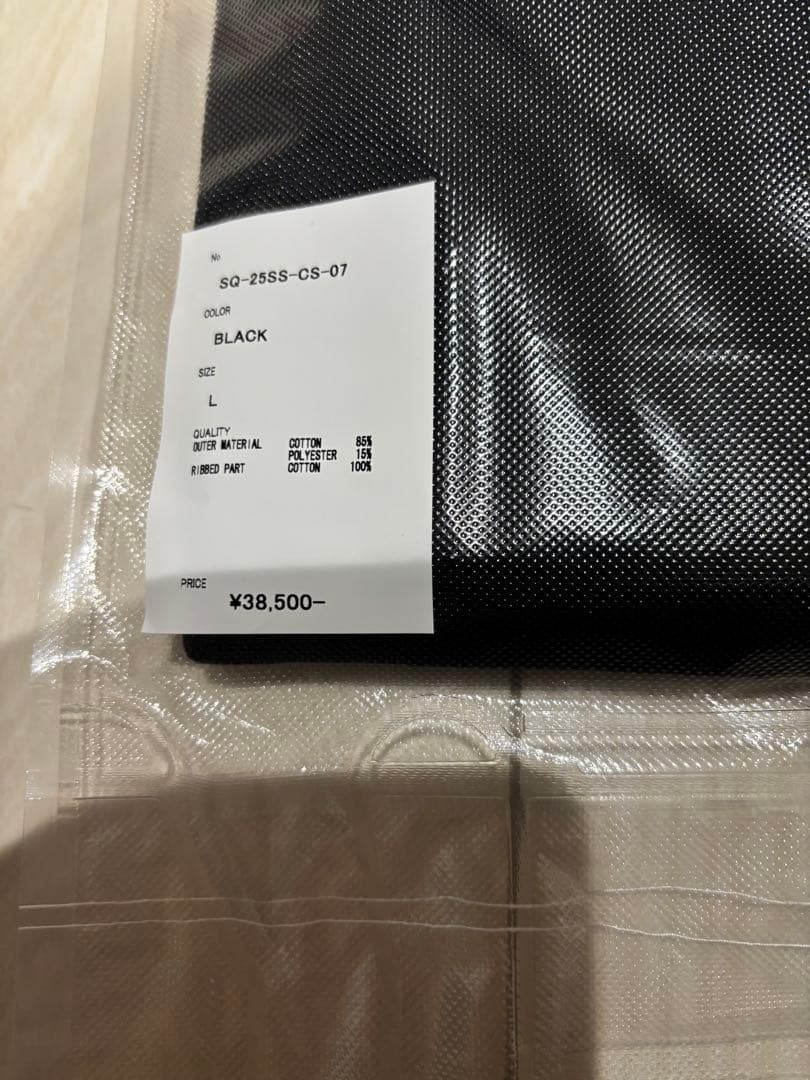 No
SQ-25SS-CS-07
COLOR
BLACK
SIZE
L
QUALITY
OUTER MATERIAL COTTON 85%
POLYESTER 15%
RIBBED PART COTTON 100%
PRICE
¥38,500-